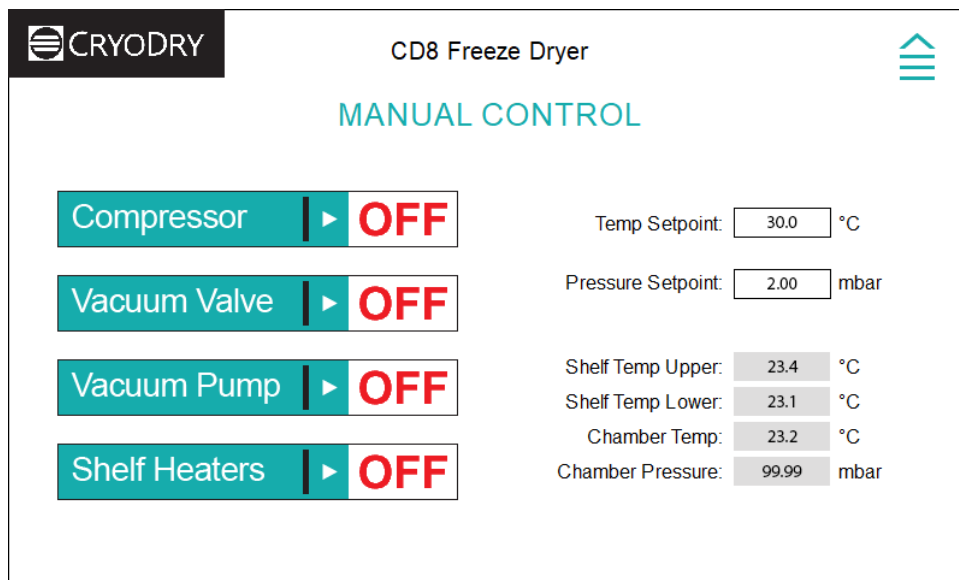 CRYODRY
CD8 Freeze Dryer
MANUAL CONTROL
Compressor OFF
Vacuum Valve OFF
Vacuum Pump OFF
Shelf Heaters OFF
Temp Setpoint: 30.0 °C
Pressure Setpoint: 2.00 mbar
Shelf Temp Upper: 23.4 °C
Shelf Temp Lower: 23.1 °C
Chamber Temp: 23.2 °C
Chamber Pressure: 99.99 mbar